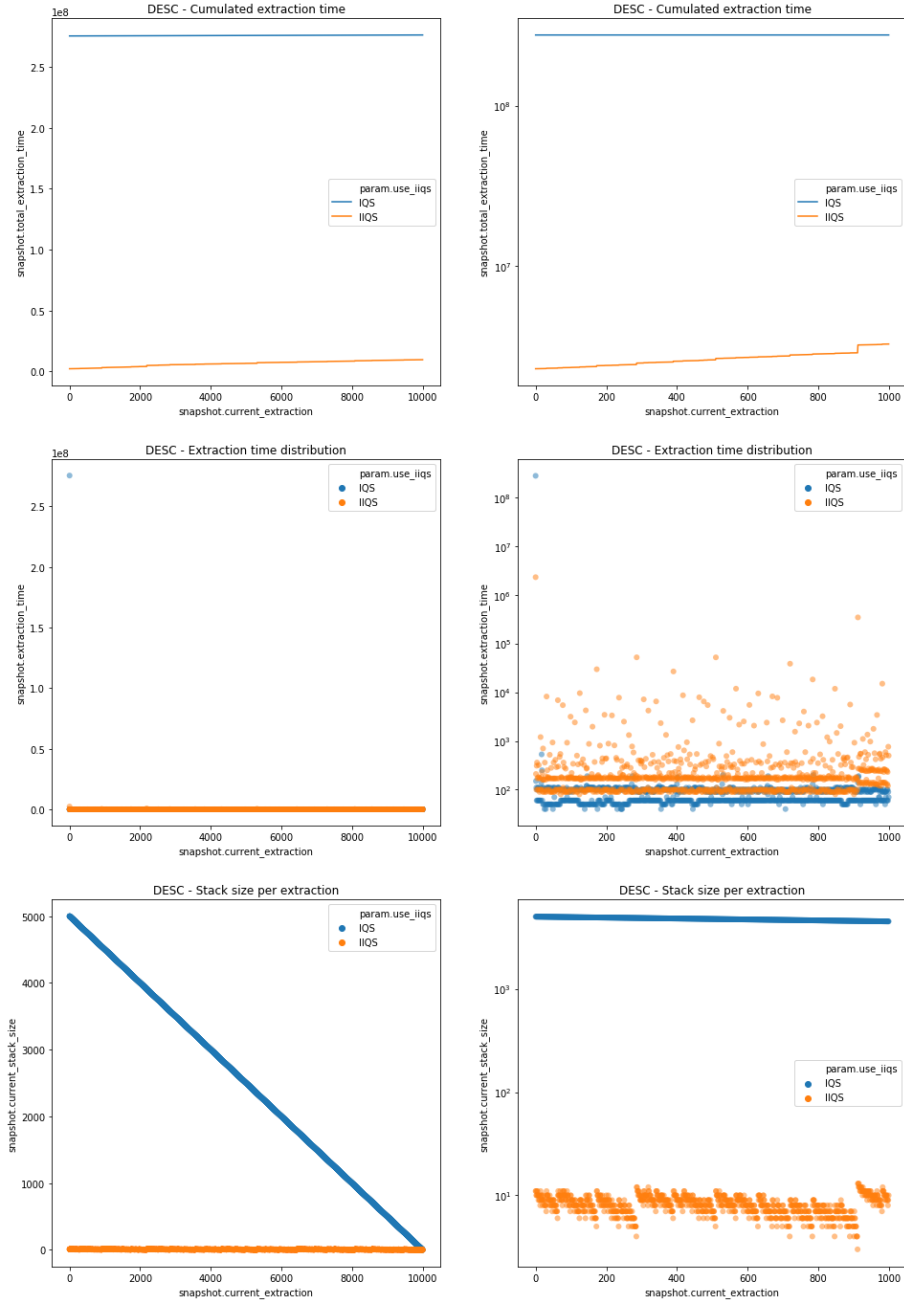 DESC - Cumulated extraction time
1e8
2.5
2.0
1.5
1.0
0.5
0.0
snapshot.total_extraction_time
param.use_iiqs
IQS
IIQS
0
2000
4000
6000
8000
10000
snapshot.current_extraction
DESC - Cumulated extraction time
10^8
10^7
snapshot.total_extraction_time
param.use_iiqs
IQS
IIQS
0
200
400
600
800
1000
snapshot.current_extraction
DESC - Extraction time distribution
1e8
2.5
2.0
1.5
1.0
0.5
0.0
snapshot.extraction_time
param.use_iiqs
IQS
IIQS
0
2000
4000
6000
8000
10000
snapshot.current_extraction
DESC - Extraction time distribution
10^8
10^7
10^6
10^5
10^4
10^3
10^2
snapshot.extraction_time
param.use_iiqs
IQS
IIQS
0
200
400
600
800
1000
snapshot.current_extraction
DESC - Stack size per extraction
5000
4000
3000
2000
1000
0
snapshot.current_stack_size
param.use_iiqs
IQS
IIQS
0
2000
4000
6000
8000
10000
snapshot.current_extraction
DESC - Stack size per extraction
10^3
10^2
10^1
snapshot.current_stack_size
param.use_iiqs
IQS
IIQS
0
200
400
600
800
1000
snapshot.current_extraction